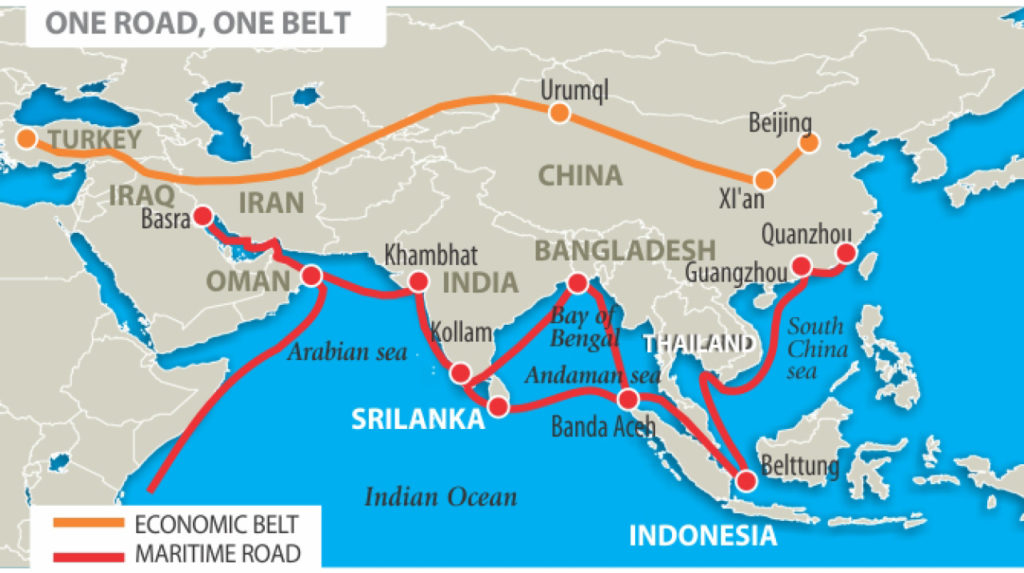 ONE ROAD, ONE BELT
Urumql
Beijing
TURKEY
CHINA
XI'an
IRAQ
IRAN
Basra
Quanzhou
Khambhat
BANGLADESH
Guangzhou
OMAN
INDIA
Bay of
Bengal
Kollam
South
China
sea
THAILAND
Arabian sea
Andaman sea
SRILANKA
Banda Aceh
Belttung
Indian Ocean
INDONESIA
ECONOMIC BELT
MARITIME ROAD